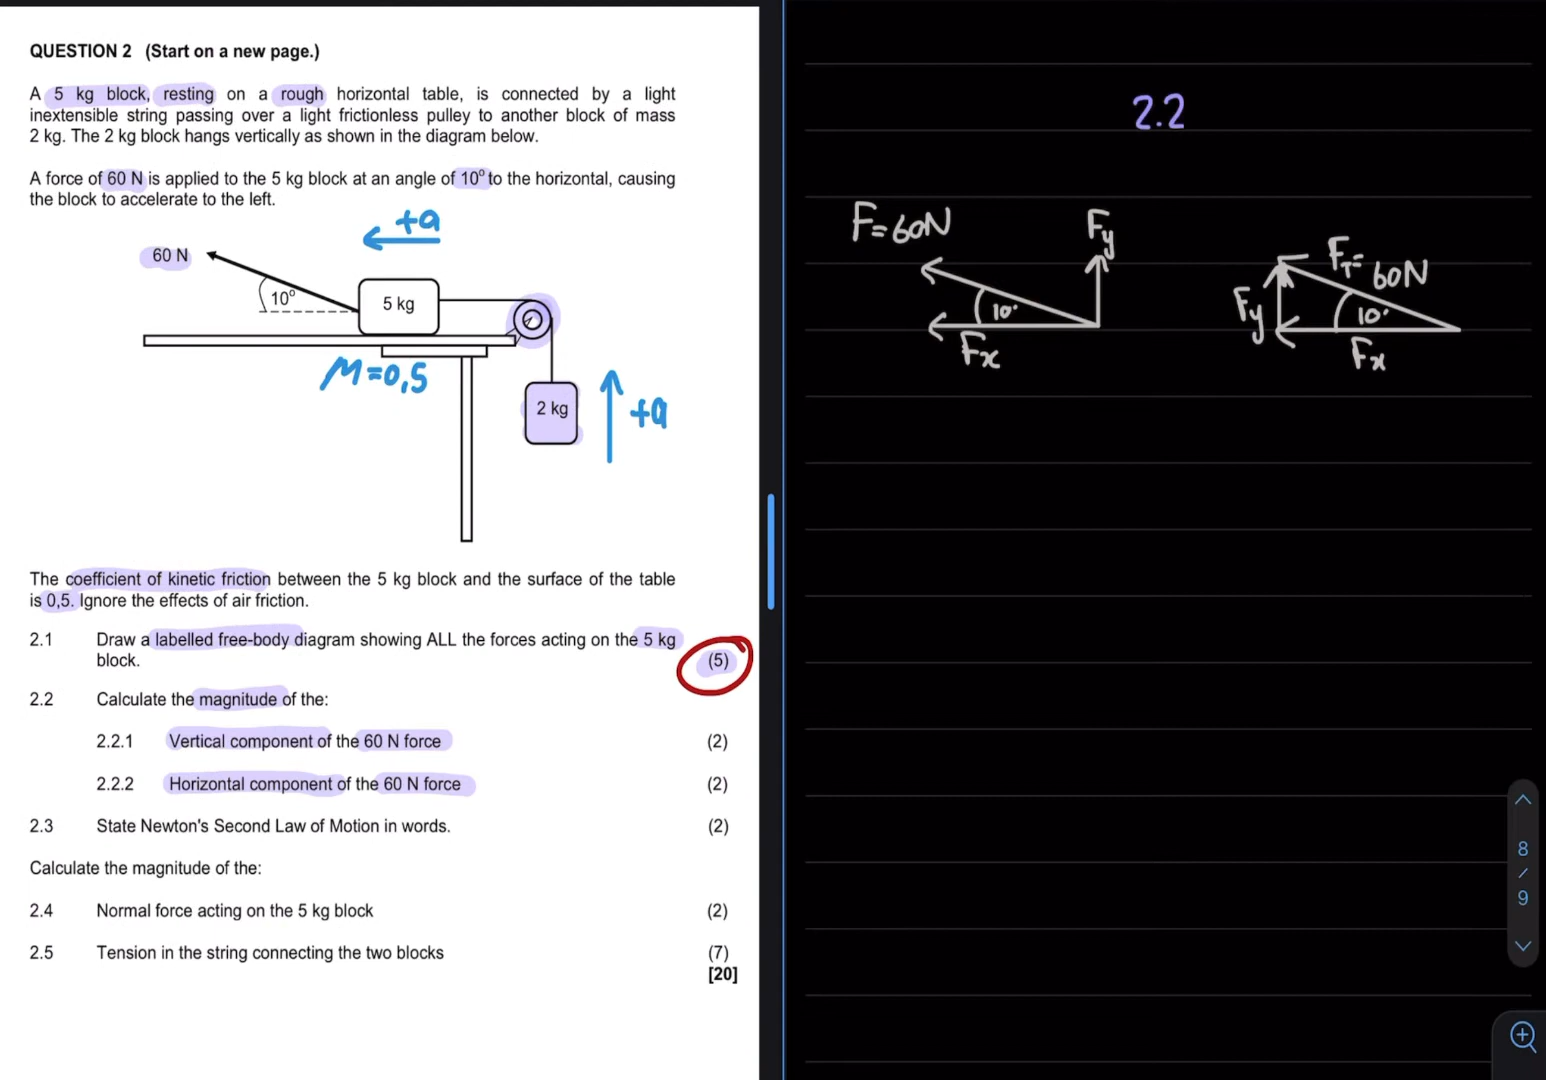 QUESTION 2 (Start on a new page.)
A 5 kg block, resting on a rough horizontal table, is connected by a light
inextensible string passing over a light frictionless pulley to another block of mass
2 kg. The 2 kg block hangs vertically as shown in the diagram below.
A force of 60 N is applied to the 5 kg block at an angle of 10° to the horizontal, causing
the block to accelerate to the left.
+a
60 N
10°
5 kg
M=0,5
2 kg
+a
The coefficient of kinetic friction between the 5 kg block and the surface of the table
is 0,5. Ignore the effects of air friction.
2.1 Draw a labelled free-body diagram showing ALL the forces acting on the 5 kg
block. (5)
2.2 Calculate the magnitude of the:
2.2.1 Vertical component of the 60 N force (2)
2.2.2 Horizontal component of the 60 N force (2)
2.3 State Newton's Second Law of Motion in words. (2)
Calculate the magnitude of the:
2.4 Normal force acting on the 5 kg block (2)
2.5 Tension in the string connecting the two blocks (7)
[20]
2.2
F=60N
Fy
10°
Fx
FT=60N
Fy
10°
Fx
8
/
9